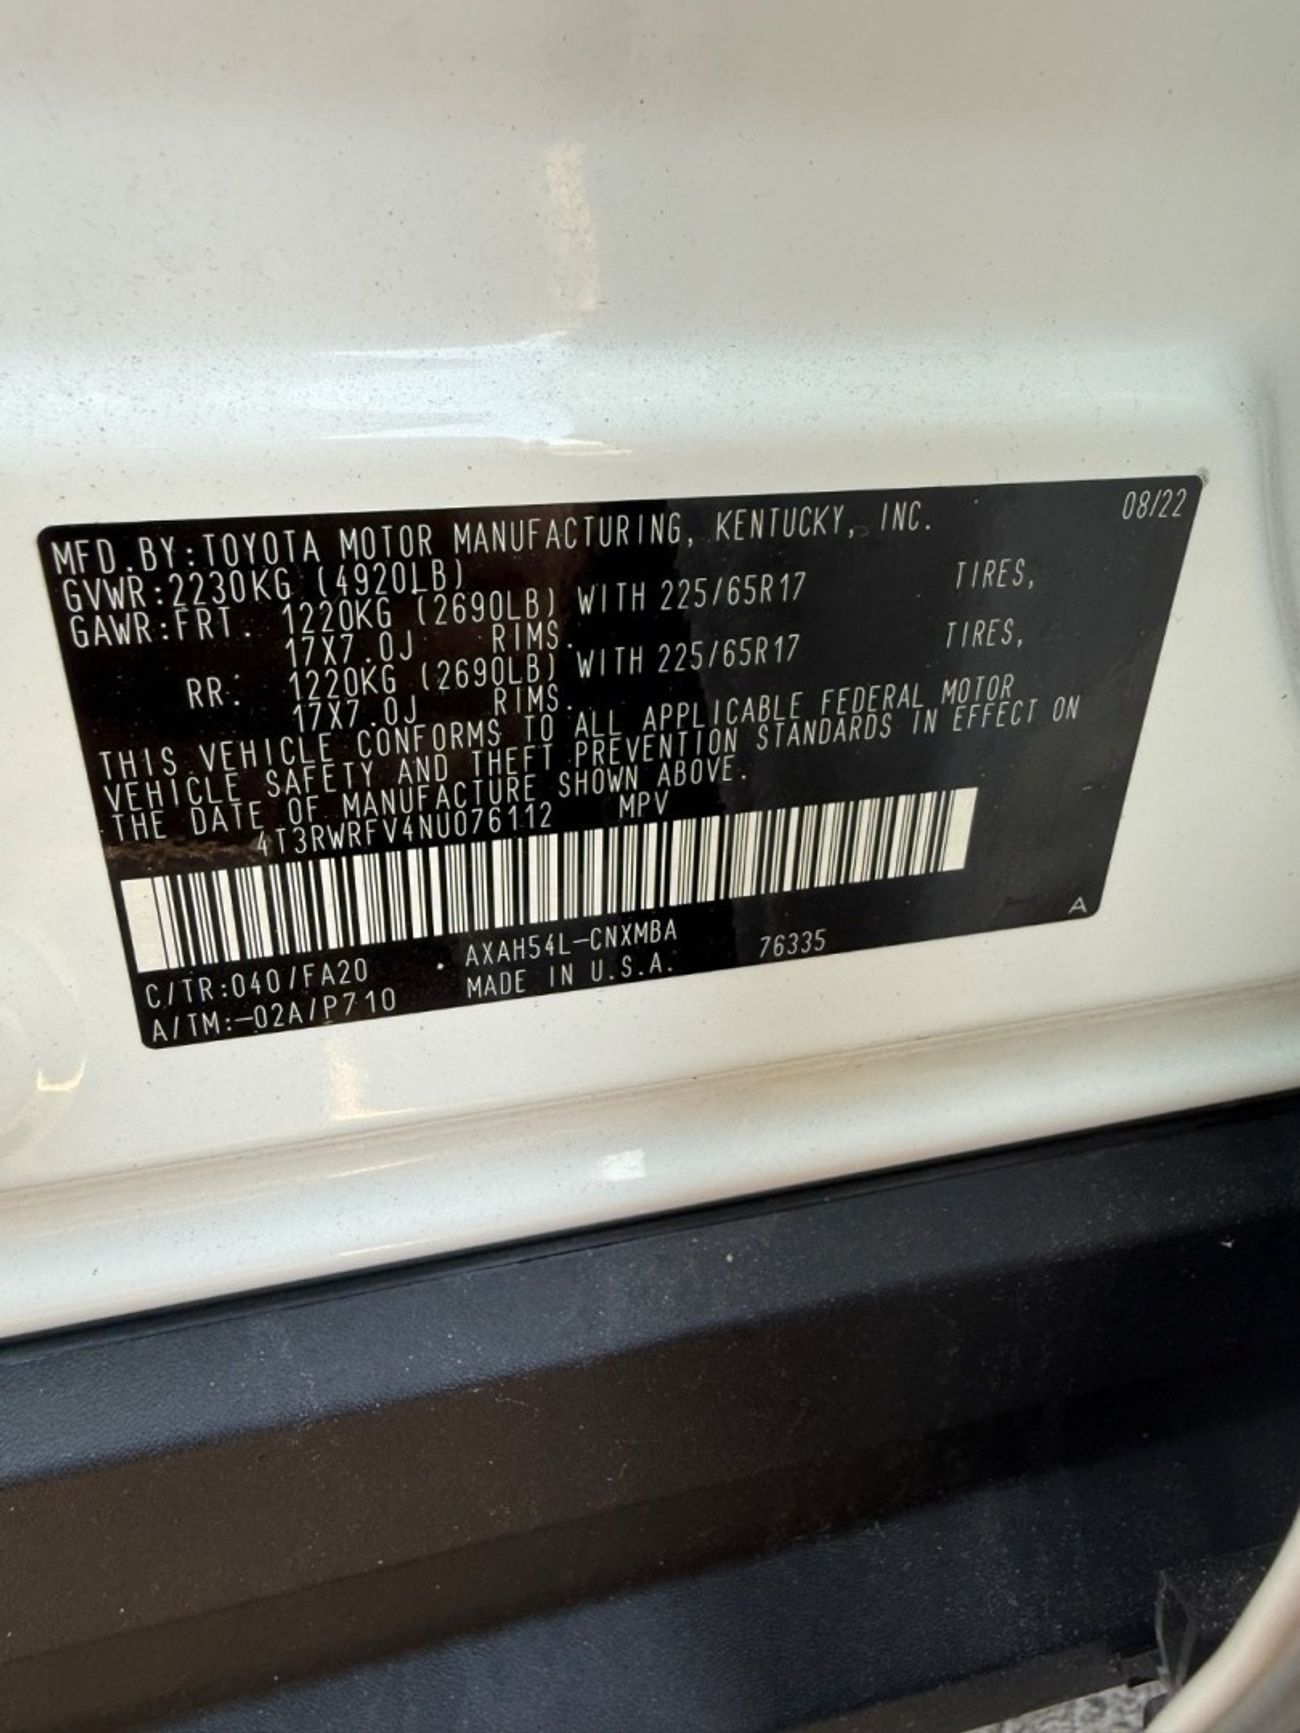 MFD.BY:TOYOTA MOTOR MANUFACTURING, KENTUCKY, INC. 08/22
GVWR:2230KG (4920LB)
GAWR:FRT. 1220KG (2690LB) WITH 225/65R17 TIRES,
17X7.0J RIMS.
RR: 1220KG (2690LB) WITH 225/65R17 TIRES,
17X7.0J RIMS.
THIS VEHICLE CONFORMS TO ALL APPLICABLE FEDERAL MOTOR
VEHICLE SAFETY AND THEFT PREVENTION STANDARDS IN EFFECT ON
THE DATE OF MANUFACTURE SHOWN ABOVE.
4T3RWRFV4NU076112 MPV
C/TR:040/FA20 AXAH54L-CNXMBA 76335 A
A/TM:-02A/P710 MADE IN U.S.A.